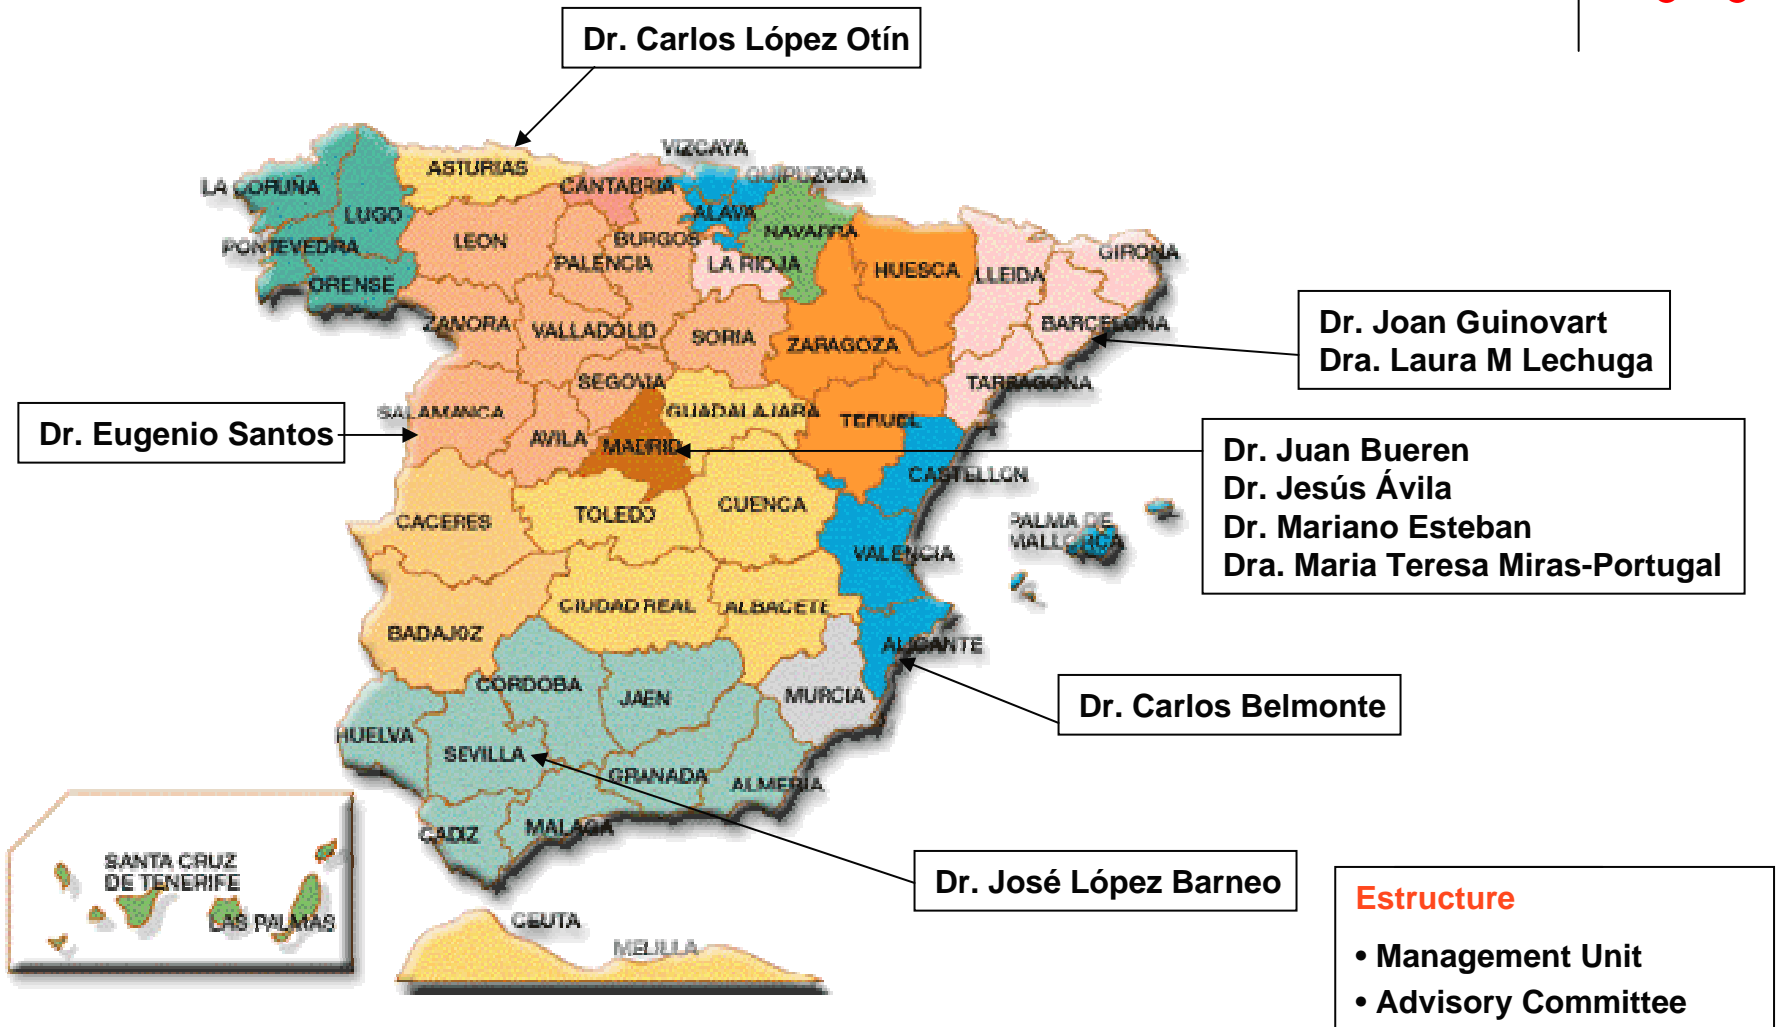 Dr. Carlos López Otín
VIZCAYA
ASTURIAS
GUIPUZCOA
LA CORUÑA
CANTABRIA
LUGO
ALAVA
NAVARRA
PONTEVEDRA
LEON
BURGOS
GIRONA
PALENCIA
LA RIOJA
HUESCA
LLEIDA
ORENSE
ZAMORA
VALLADOLID
SORIA
BARCELONA
ZARAGOZA
Dr. Joan Guinovart
Dra. Laura M Lechuga
SEGOVIA
TARRAGONA
SALAMANCA
GUADALAJARA
TERUEL
Dr. Eugenio Santos
AVILA
MADRID
CASTELLON
Dr. Juan Bueren
Dr. Jesús Ávila
Dr. Mariano Esteban
Dra. Maria Teresa Miras-Portugal
CACERES
TOLEDO
CUENCA
PALMA DE
MALLORCA
VALENCIA
CIUDAD REAL
ALBACETE
BADAJOZ
ALICANTE
CORDOBA
JAEN
MURCIA
Dr. Carlos Belmonte
HUELVA
SEVILLA
GRANADA
ALMERIA
CADIZ
MALAGA
SANTA CRUZ
DE TENERIFE
LAS PALMAS
Dr. José López Barneo
CEUTA
MELILLA
Estructure
• Management Unit
• Advisory Committee